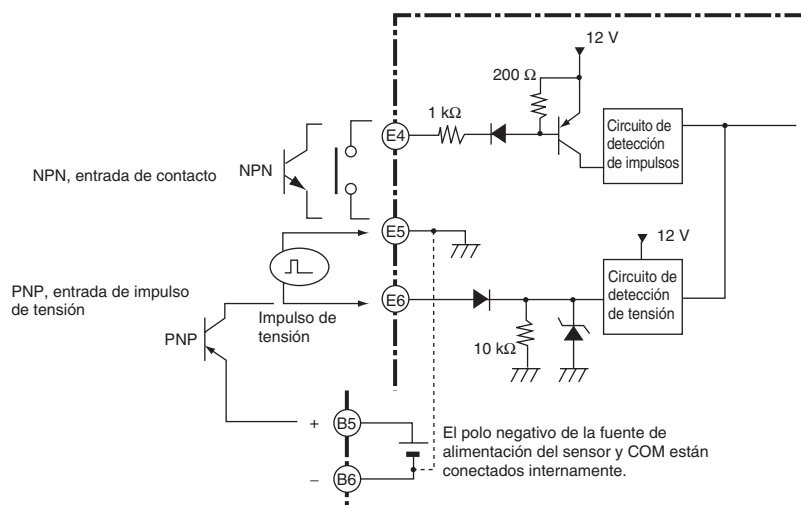 12 V
200 Ω
1 kΩ
E4
Circuito de
detección
de impulsos
NPN, entrada de contacto
NPN
E5
12 V
PNP, entrada de impulso
de tensión
E6
Circuito de
detección
de tensión
Impulso de
tensión
PNP
10 kΩ
+
B5
El polo negativo de la fuente de
alimentación del sensor y COM están
conectados internamente.
–
B6